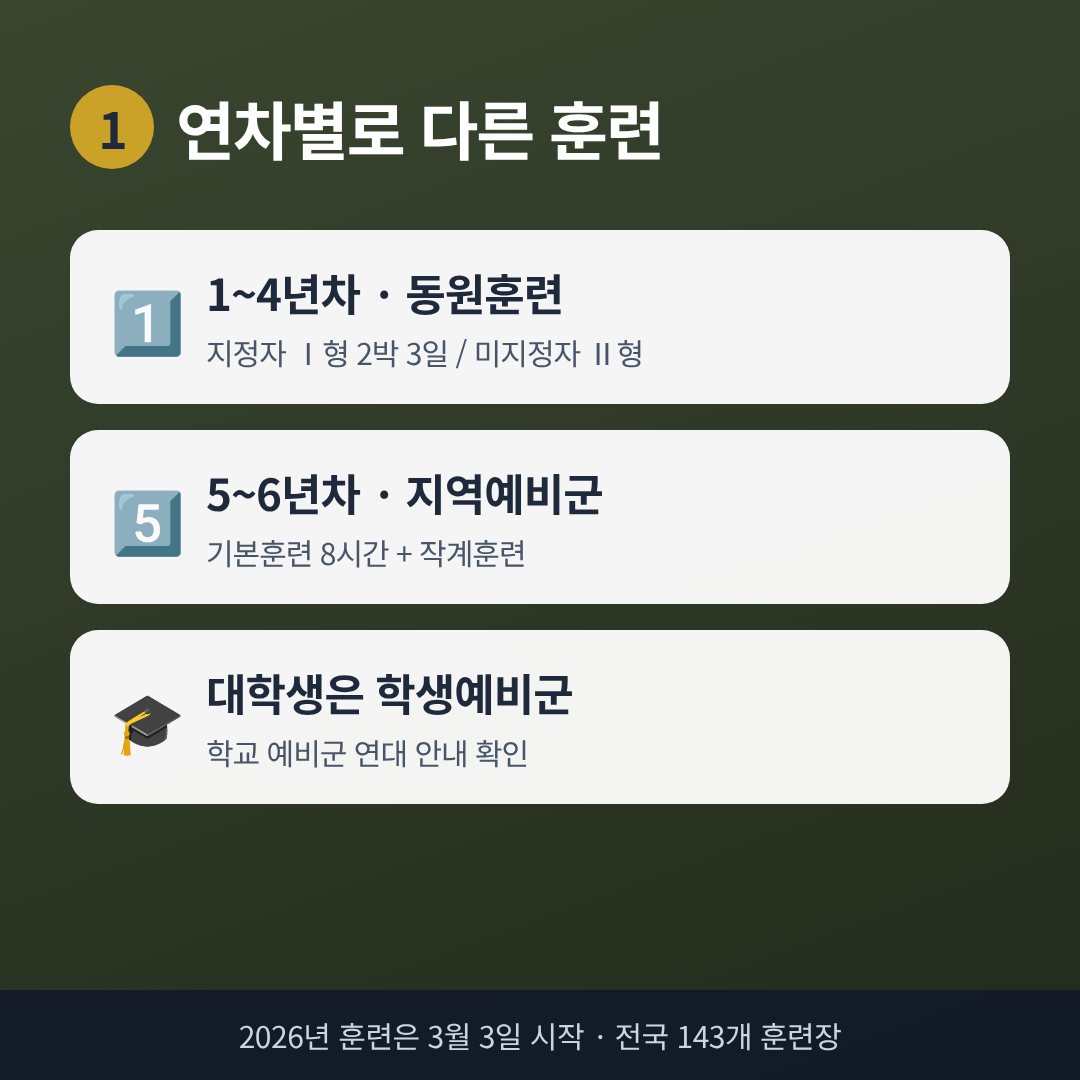 1 연차별로 다른 훈련
1
1~4년차 · 동원훈련
지정자 Ⅰ형 2박 3일 / 미지정자 Ⅱ형
5
5~6년차 · 지역예비군
기본훈련 8시간 + 작계훈련
대학생은 학생예비군
학교 예비군 연대 안내 확인
2026년 훈련은 3월 3일 시작 · 전국 143개 훈련장